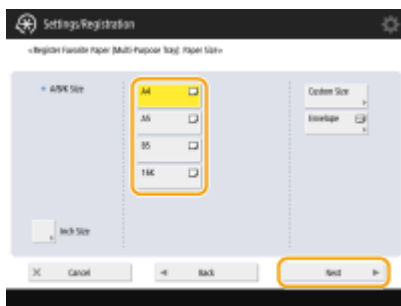 Settings/Registration
<Register Favorite Paper (Multi-Purpose Tray): Paper Size>
A/B/K Size
A4
A5
B5
16K
Custom Size
Envelope
Inch Size
Cancel
Back
Next